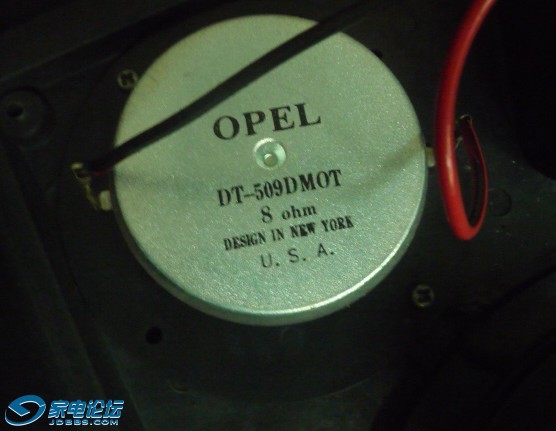 OPEL
DT-509DMOT
8 ohm
DESIGN IN NEW YORK
U. S. A.
家电论坛
JDBBS.COM